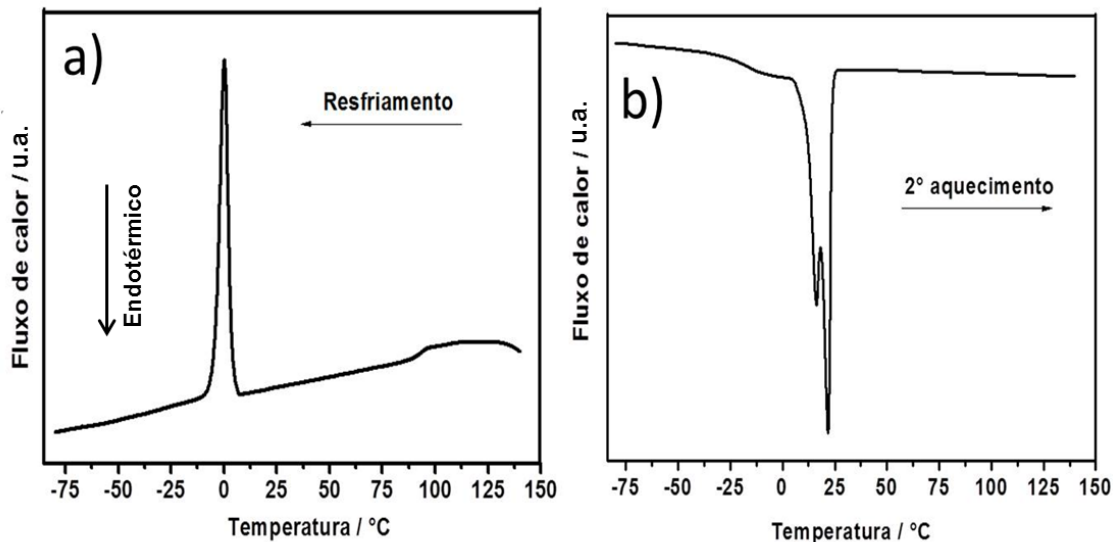 a)
Resfriamento
Endotérmico
Fluxo de calor / u.a.
-75 -50 -25 0 25 50 75 100 125 150
Temperatura / °C
b)
2° aquecimento
Fluxo de calor / u.a.
-75 -50 -25 0 25 50 75 100 125 150
Temperatura / °C